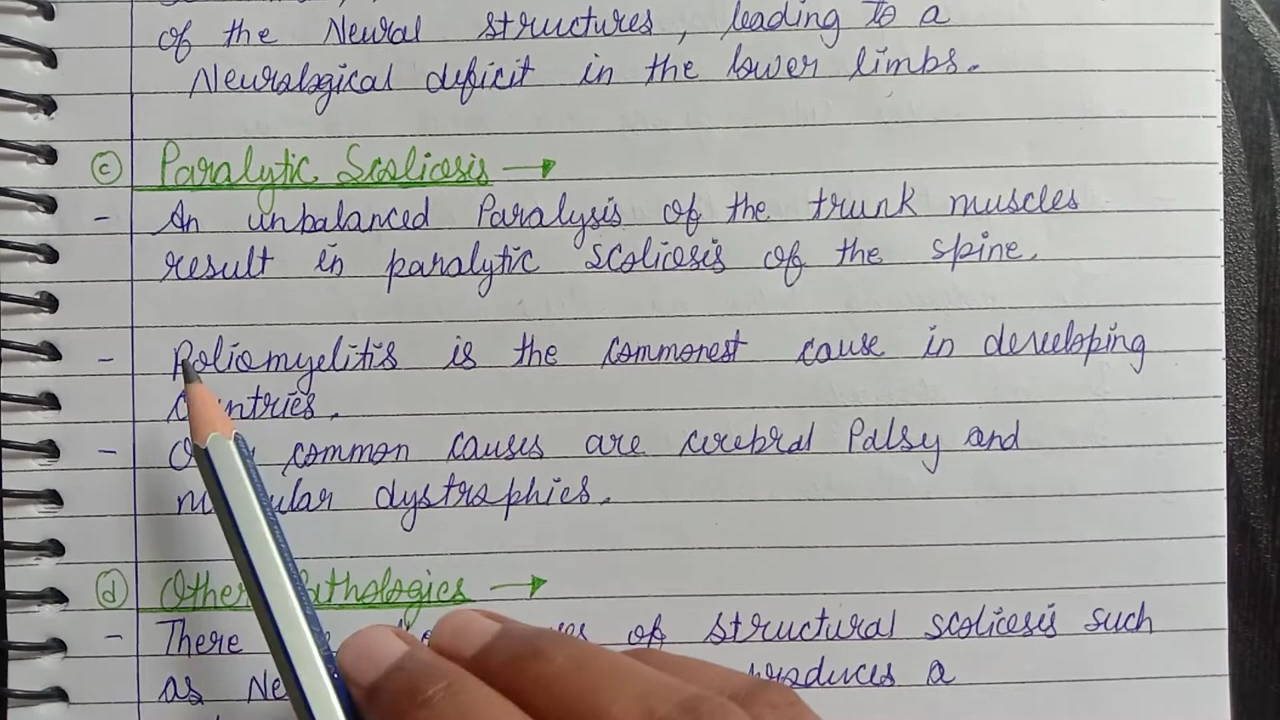 of the Neural structures, leading to a
Neurological deficit in the lower limbs.
c Paralytic Scoliosis →
- An unbalanced Paralysis of the trunk muscles
result in paralytic scoliosis of the spine.
- Poliomyelitis is the commonest cause in developing
- common causes are cerebral Palsy and
dystrophies.
d Other →
- There of structural scoliosis such
as produces a